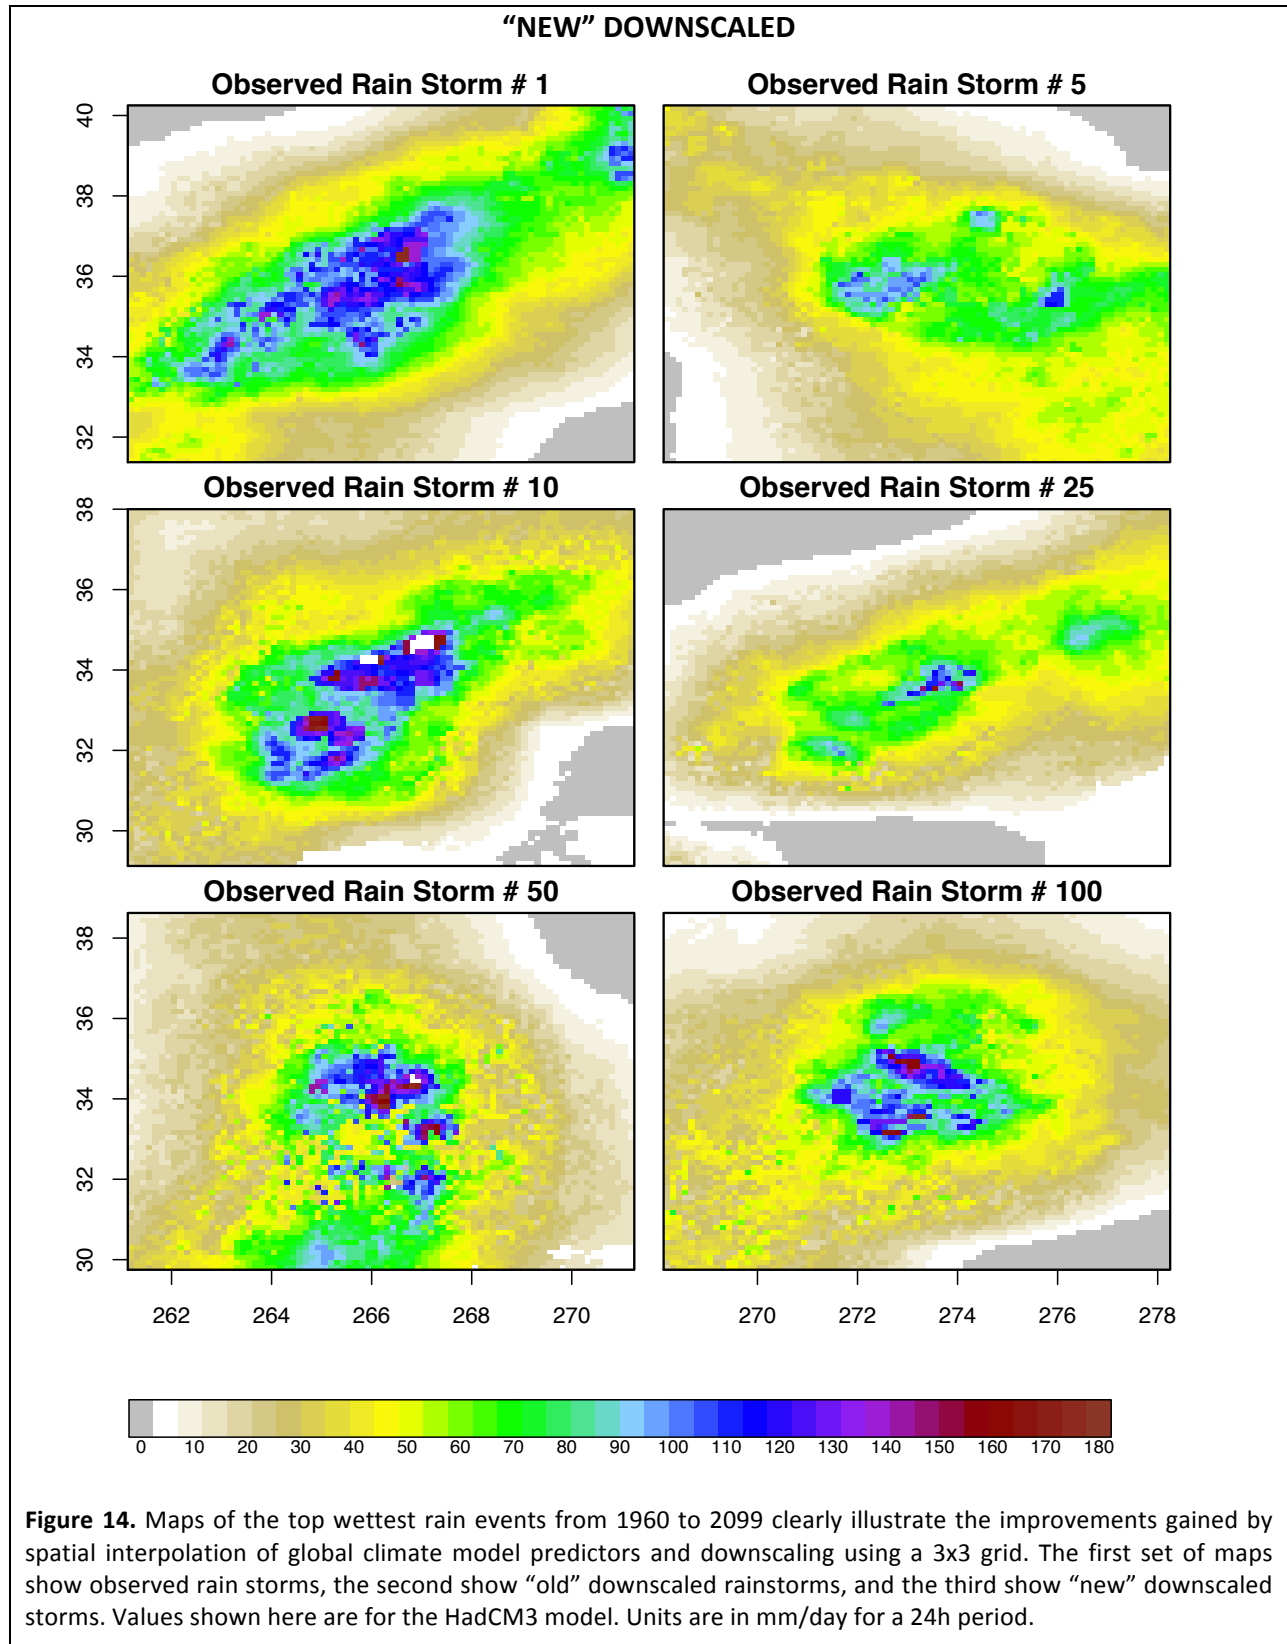 “NEW” DOWNSCALED
Observed Rain Storm # 1
Observed Rain Storm # 5
40
38
36
34
32
Observed Rain Storm # 10
Observed Rain Storm # 25
38
36
34
32
30
Observed Rain Storm # 50
Observed Rain Storm # 100
38
36
34
32
30
262 264 266 268 270
270 272 274 276 278
0 10 20 30 40 50 60 70 80 90 100 110 120 130 140 150 160 170 180
Figure 14. Maps of the top wettest rain events from 1960 to 2099 clearly illustrate the improvements gained by
spatial interpolation of global climate model predictors and downscaling using a 3x3 grid. The first set of maps
show observed rain storms, the second show “old” downscaled rainstorms, and the third show “new” downscaled
storms. Values shown here are for the HadCM3 model. Units are in mm/day for a 24h period.